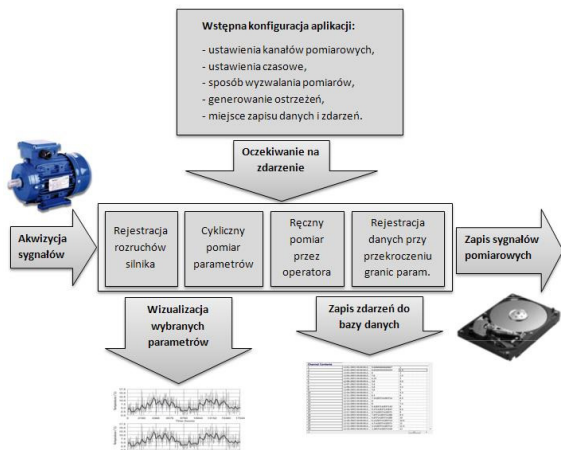 Wstępna konfiguracja aplikacji:
- ustawienia kanałów pomiarowych,
- ustawienia czasowe,
- sposób wyzwalania pomiarów,
- generowanie ostrzeżeń,
- miejsce zapisu danych i zdarzeń.
Oczekiwanie na
zdarzenie
Akwizycja
sygnałów
Rejestracja
rozruchów
silnika
Cykliczny
pomiar
parametrów
Ręczny
pomiar
przez
operatora
Rejestracja
danych przy
przekroczeniu
granic param.
Zapis sygnałów
pomiarowych
Wizualizacja
wybranych
parametrów
Zapis zdarzeń do
bazy danych